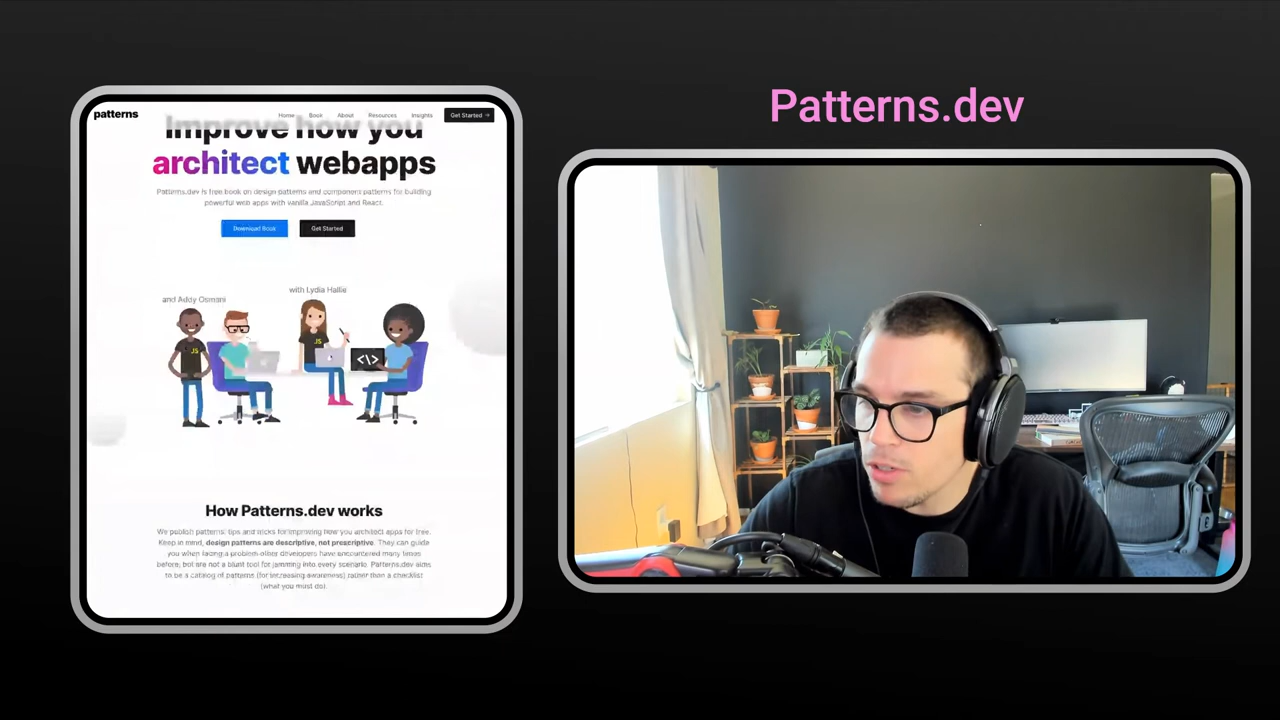 Patterns.dev
patterns
Home
Book
About
Resources
Insights
Get Started →
Improve how you
architect webapps
Patterns.dev is free book on design patterns and component patterns for building
powerful web apps with vanilla JavaScript and React.
Download Book
Get Started
with Lydia Hallie
and Addy Osmani
JS
JS
</>
How Patterns.dev works
We publish patterns, tips and tricks for improving how you architect apps for free.
Keep in mind, design patterns are descriptive, not prescriptive. They can guide
you when facing a problem other developers have encountered many times
before, but are not a blunt tool for jamming into every scenario. Patterns.dev aims
to be a catalog of patterns (for increasing awareness) rather than a checklist
(what you must do).